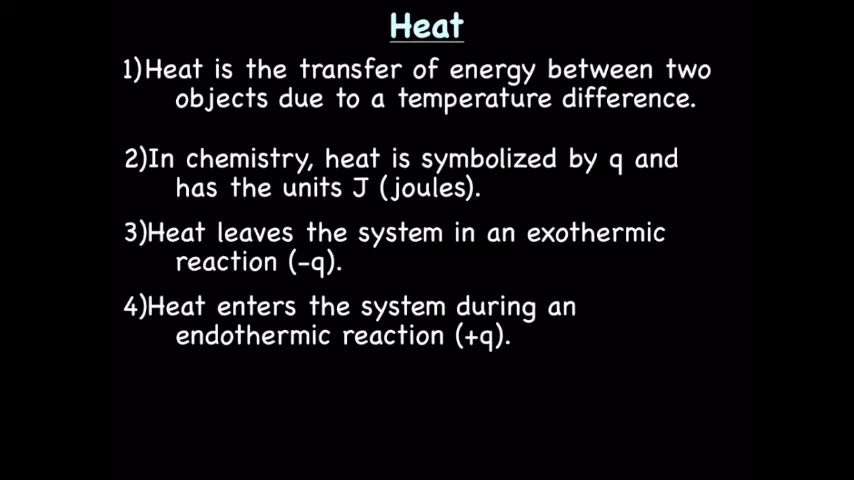 Heat
1)Heat is the transfer of energy between two
objects due to a temperature difference.
2)In chemistry, heat is symbolized by q and
has the units J (joules).
3)Heat leaves the system in an exothermic
reaction (-q).
4)Heat enters the system during an
endothermic reaction (+q).